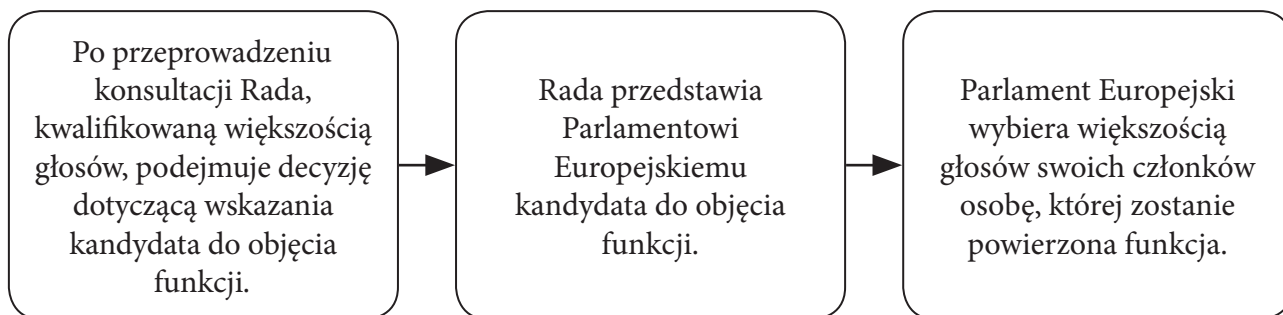 Po przeprowadzeniu
konsultacji Rada,
kwalifikowaną większością
głosów, podejmuje decyzję
dotyczącą wskazania
kandydata do objęcia
funkcji.
Rada przedstawia
Parlamentowi
Europejskiemu
kandydata do objęcia
funkcji.
Parlament Europejski
wybiera większością
głosów swoich członków
osobę, której zostanie
powierzona funkcja.